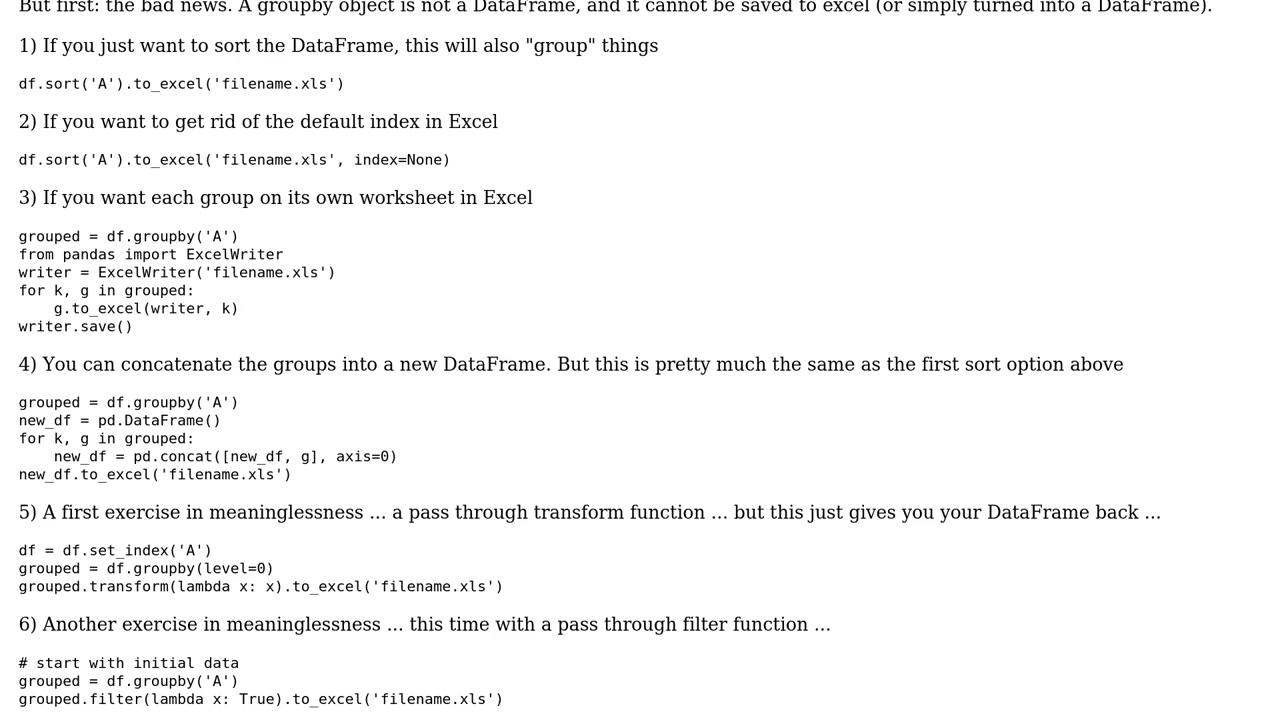 But first: the bad news. A groupby object is not a DataFrame, and it cannot be saved to excel (or simply turned into a DataFrame).
1) If you just want to sort the DataFrame, this will also "group" things
df.sort('A').to_excel('filename.xls')
2) If you want to get rid of the default index in Excel
df.sort('A').to_excel('filename.xls', index=None)
3) If you want each group on its own worksheet in Excel
grouped = df.groupby('A')
from pandas import ExcelWriter
writer = ExcelWriter('filename.xls')
for k, g in grouped:
    g.to_excel(writer, k)
writer.save()
4) You can concatenate the groups into a new DataFrame. But this is pretty much the same as the first sort option above
grouped = df.groupby('A')
new_df = pd.DataFrame()
for k, g in grouped:
    new_df = pd.concat([new_df, g], axis=0)
new_df.to_excel('filename.xls')
5) A first exercise in meaninglessness ... a pass through transform function ... but this just gives you your DataFrame back ...
df = df.set_index('A')
grouped = df.groupby(level=0)
grouped.transform(lambda x: x).to_excel('filename.xls')
6) Another exercise in meaninglessness ... this time with a pass through filter function ...
# start with initial data
grouped = df.groupby('A')
grouped.filter(lambda x: True).to_excel('filename.xls')